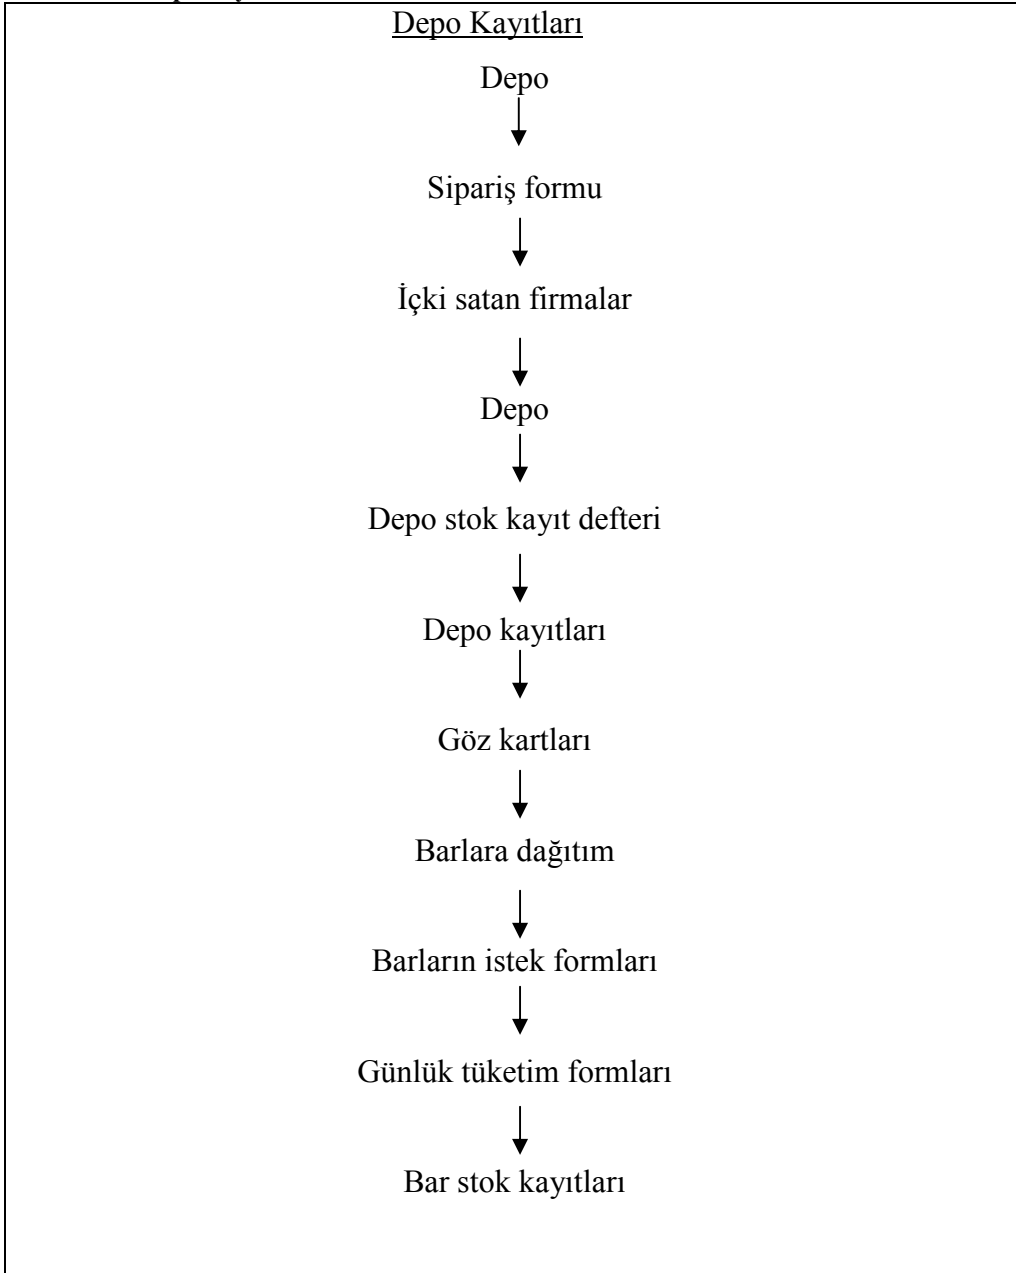 Depo Kayıtları
Depo
Sipariş formu
İçki satan firmalar
Depo
Depo stok kayıt defteri
Depo kayıtları
Göz kartları
Barlara dağıtım
Barların istek formları
Günlük tüketim formları
Bar stok kayıtları